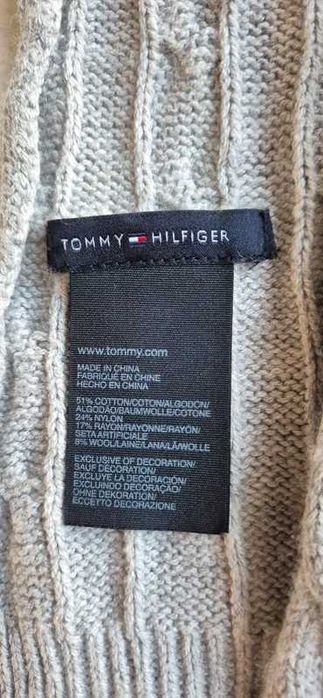 TOMMY HILFIGER
www.tommy.com
MADE IN CHINA
FABRIQUÉ EN CHINE
HECHO EN CHINA
51% COTTON/COTON/ALGODON/
ALGODÃO/BAUMWOLLE/COTONE
24% NYLON
17% RAYON/RAYONNE/RAYÓN/
SETA ARTIFICIALE
8% WOOL/LAINE/LANA/LÃ/WOLLE
EXCLUSIVE OF DECORATION/
SAUF DÉCORATION/
EXCLUYE LA DECORACIÓN/
EXCLUINDO DECORAÇÃO/
OHNE DEKORATION/
ECCETTO DECORAZIONE